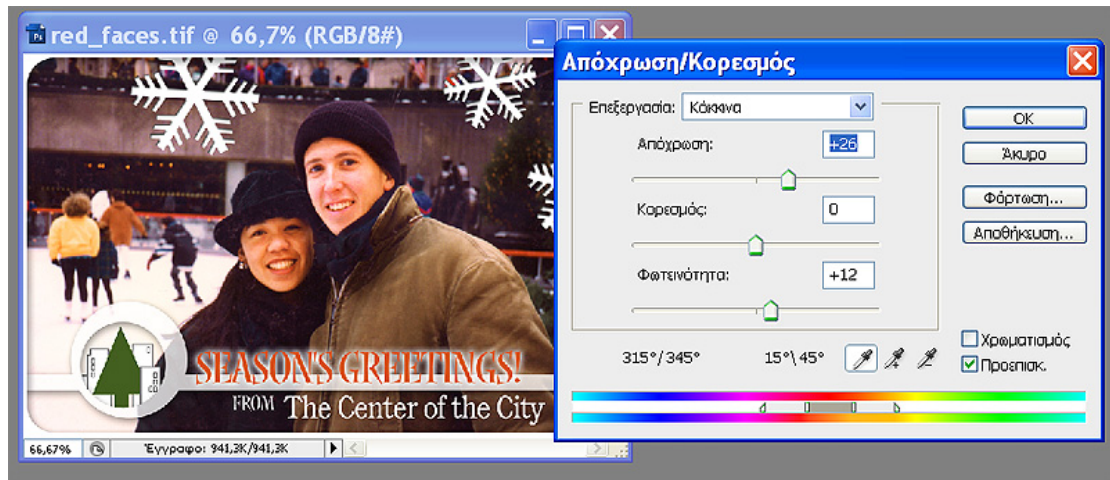 red_faces.tif @ 66,7% (RGB/8#)
SEASON'S GREETINGS!
FROM The Center of the City
66,67%
Έγγραφο: 941,3K/941,3K
Απόχρωση/Κορεσμός
Επεξεργασία: Κόκκινα
Απόχρωση: +26
Κορεσμός: 0
Φωτεινότητα: +12
315°/345° 15°\45°
OK
Άκυρο
Φόρτωση...
Αποθήκευση...
Χρωματισμός
Προεπισκ.